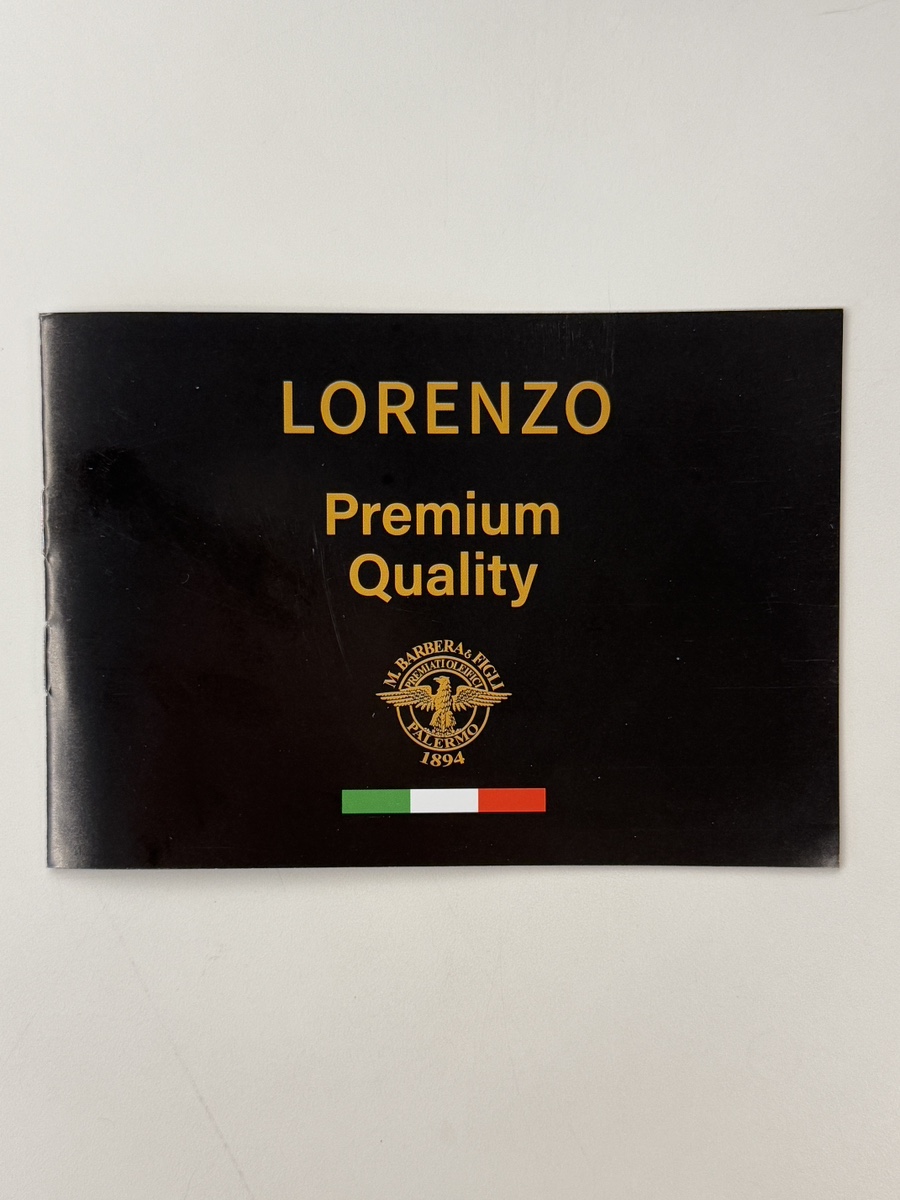 LORENZO
Premium
Quality
M. BARBERA & FIGLI
PREMIATI OLEIFICI
PALERMO
1894